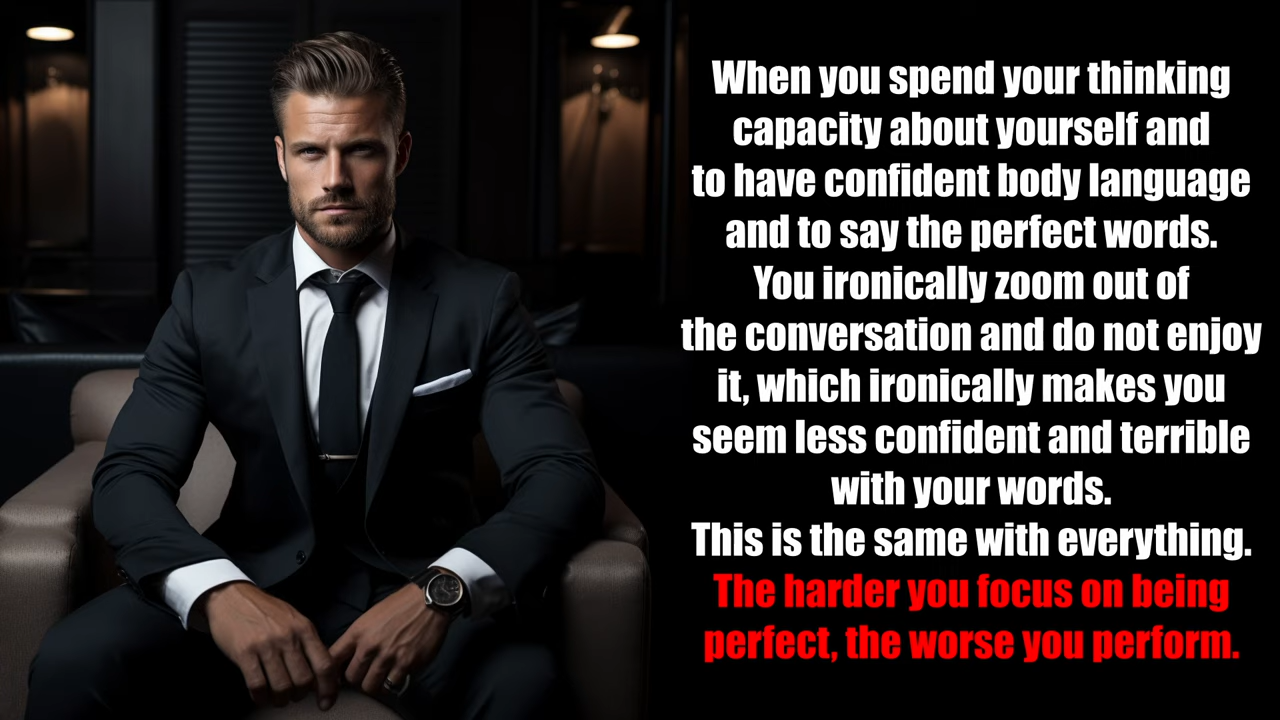 When you spend your thinking
capacity about yourself and
to have confident body language
and to say the perfect words.
You ironically zoom out of
the conversation and do not enjoy
it, which ironically makes you
seem less confident and terrible
with your words.
This is the same with everything.
The harder you focus on being
perfect, the worse you perform.